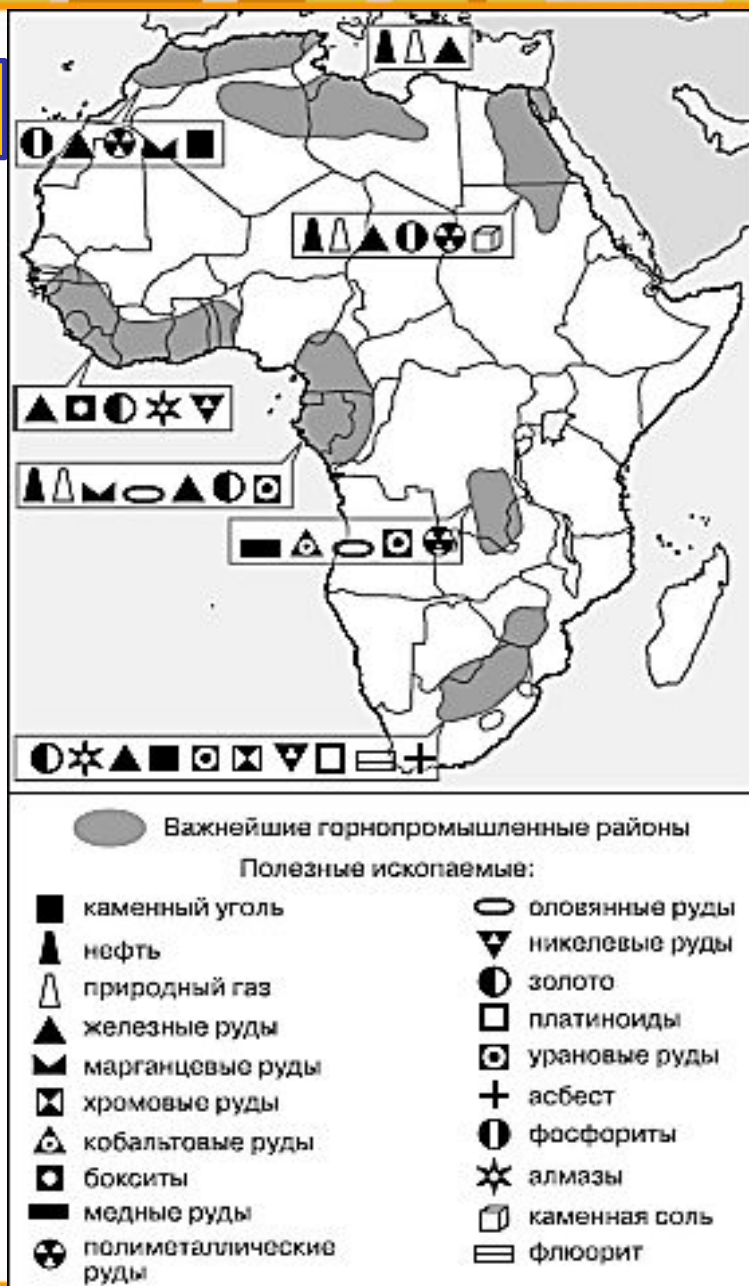 Важнейшие горнопромышленные районы
Полезные ископаемые:
каменный уголь
нефть
природный газ
железные руды
марганцевые руды
хромовые руды
кобальтовые руды
бокситы
медные руды
полиметаллические
руды
оловянные руды
никелевые руды
золото
платиноиды
урановые руды
асбест
фосфориты
алмазы
каменная соль
флюорит